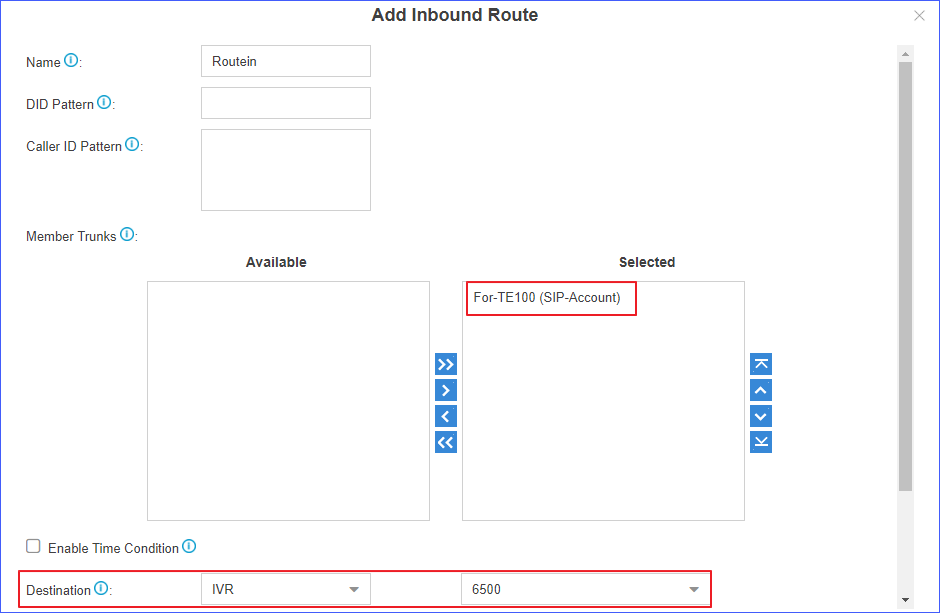 Add Inbound Route
Name :
Routein
DID Pattern :
Caller ID Pattern :
Member Trunks :
Available Selected
For-TE100 (SIP-Account)
Enable Time Condition
Destination : IVR 6500